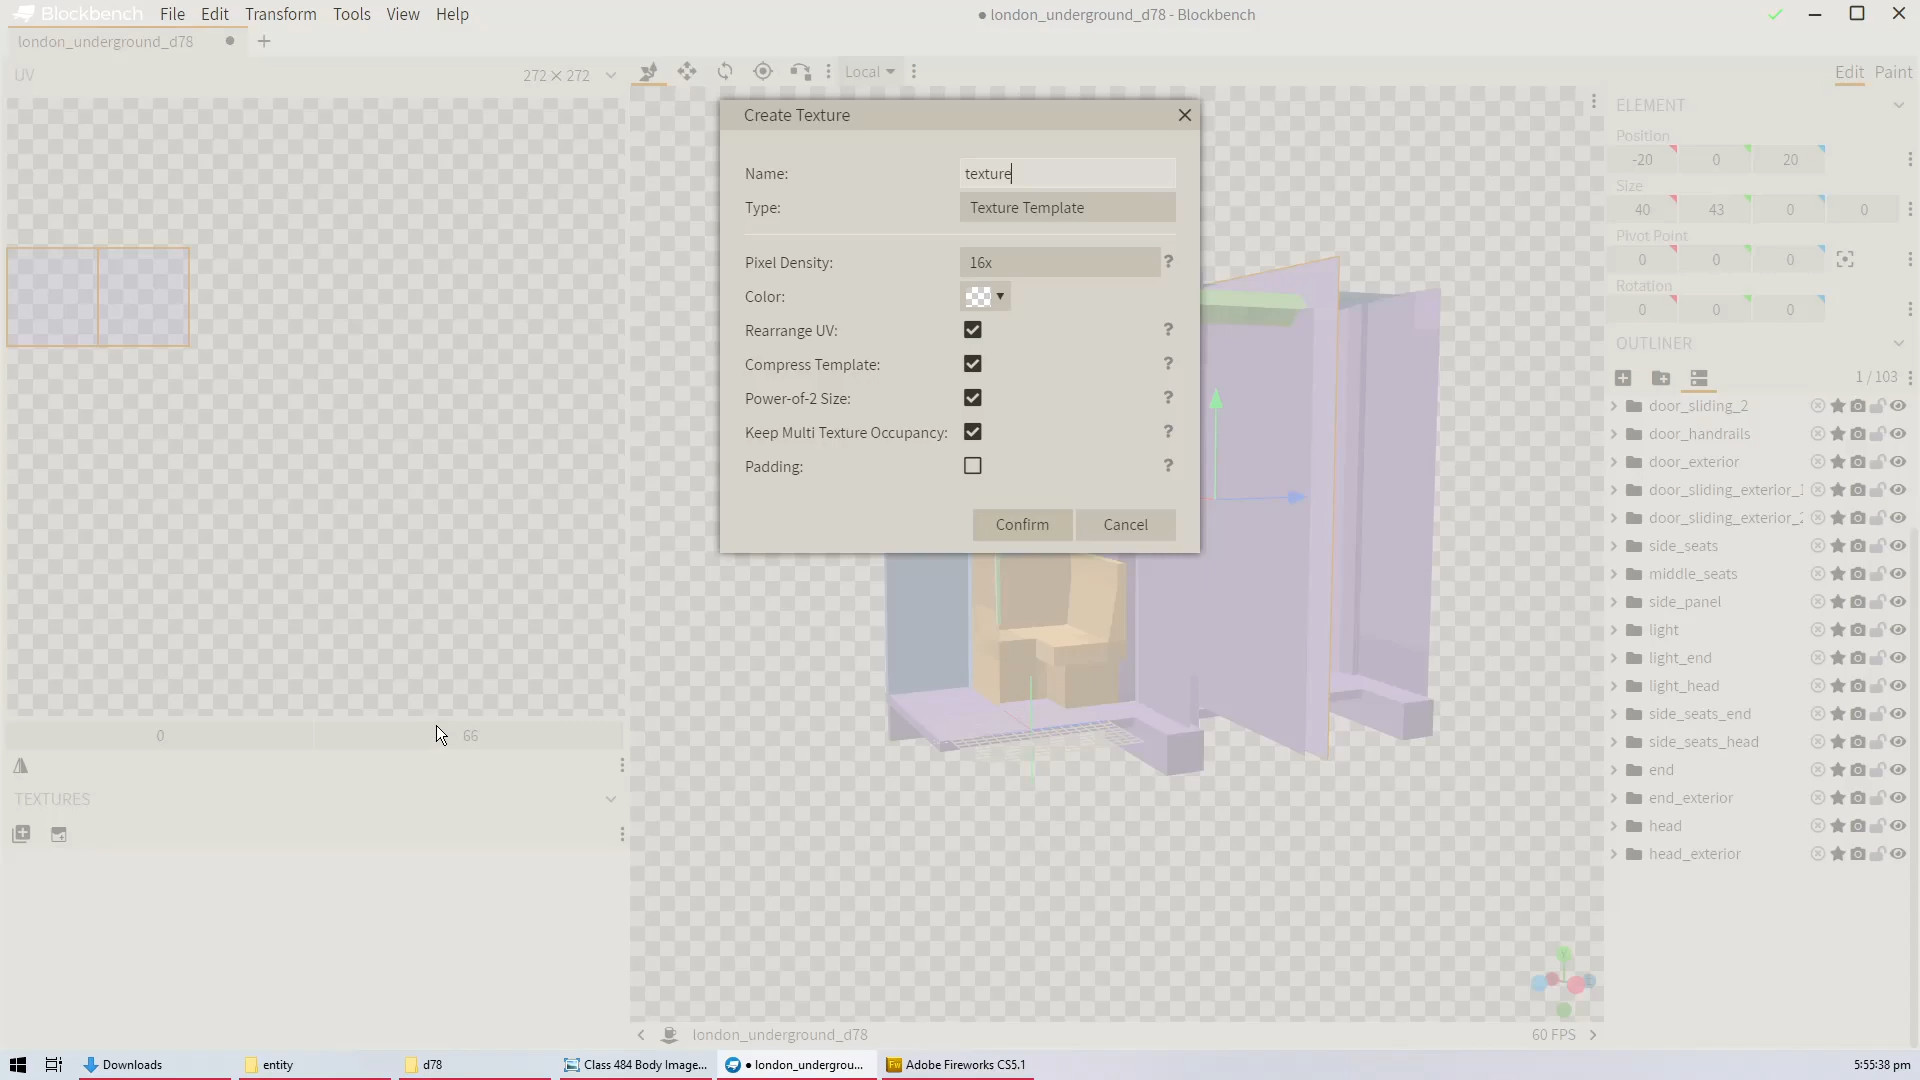 Blockbench
File
Edit
Transform
Tools
View
Help
● london_underground_d78 - Blockbench
london_underground_d78
UV
272 × 272
Local
Edit
Paint
Create Texture
Name:
texture
Type:
Texture Template
Pixel Density:
16x
?
Color:
Rearrange UV:
?
Compress Template:
?
Power-of-2 Size:
?
Keep Multi Texture Occupancy:
?
Padding:
?
Confirm
Cancel
ELEMENT
Position
-20 0 20
Size
40 43 0 0
Pivot Point
0 0 0
Rotation
0 0 0
OUTLINER
1 / 103
door_sliding_2
door_handrails
door_exterior
door_sliding_exterior_1
door_sliding_exterior_2
side_seats
middle_seats
side_panel
light
light_end
light_head
side_seats_end
side_seats_head
end
end_exterior
head
head_exterior
0
66
TEXTURES
Y
london_underground_d78
60 FPS
Downloads
entity
d78
Class 484 Body Image...
● london_undergrou...
Fw
Adobe Fireworks CS5.1
5:55:38 pm